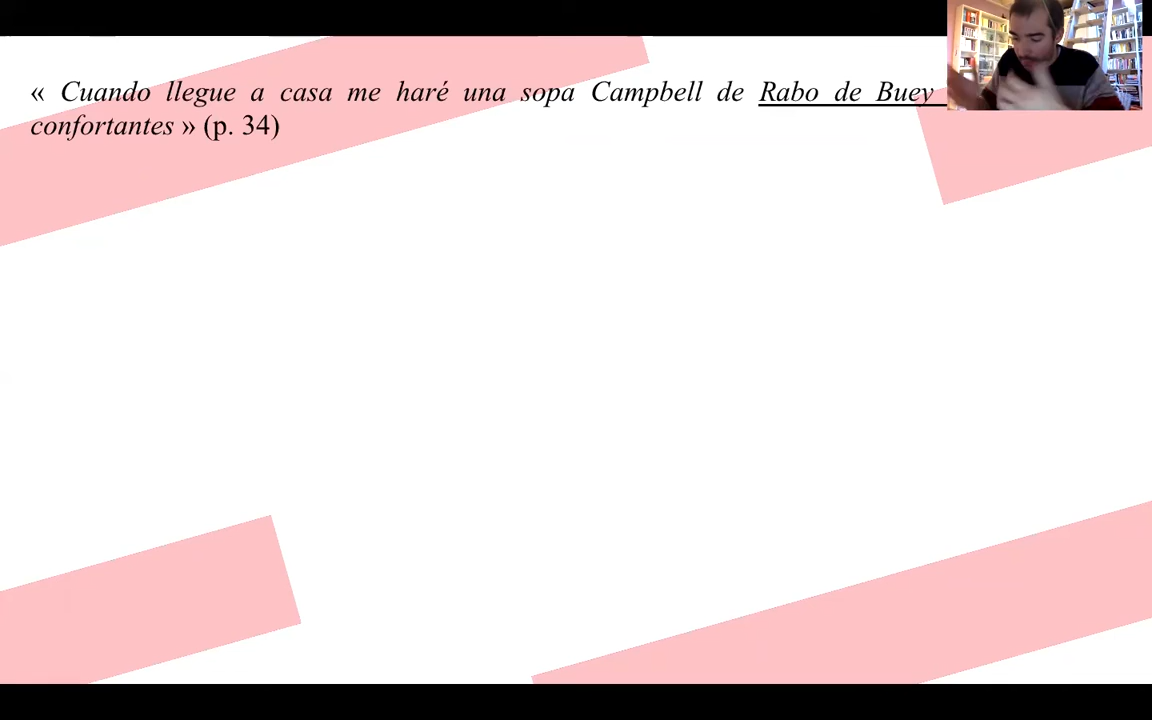 « Cuando llegue a casa me haré una sopa Campbell de Rabo de Buey
confortantes » (p. 34)